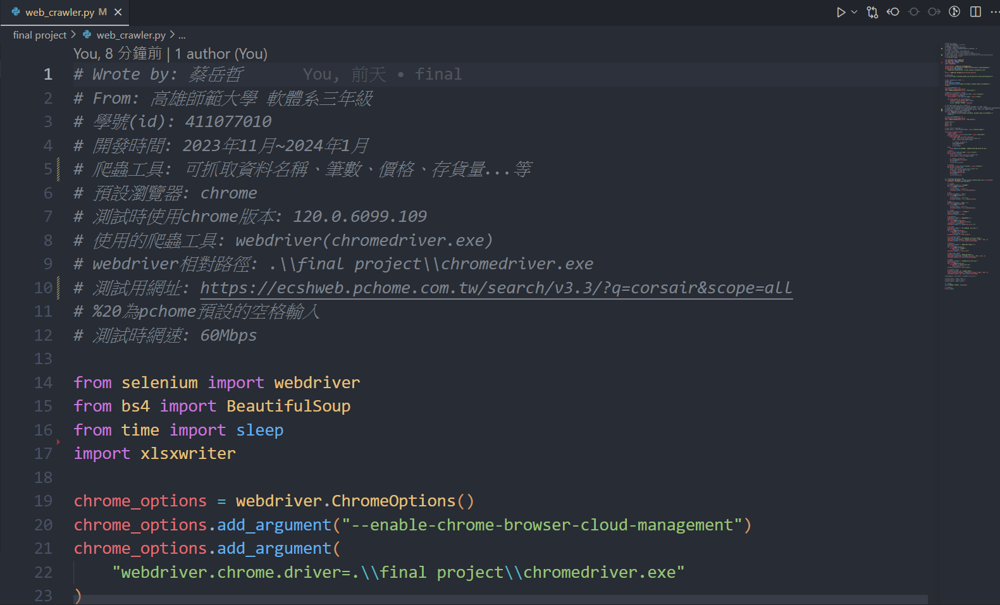 web_crawler.py M
final project > web_crawler.py > ...
You, 8 分鐘前 | 1 author (You)
1 # Wrote by: 蔡岳哲 You, 前天 • final
2 # From: 高雄師範大學 軟體系三年級
3 # 學號(id): 411077010
4 # 開發時間: 2023年11月~2024年1月
5 # 爬蟲工具: 可抓取資料名稱、筆數、價格、存貨量...等
6 # 預設瀏覽器: chrome
7 # 測試時使用chrome版本: 120.0.6099.109
8 # 使用的爬蟲工具: webdriver(chromedriver.exe)
9 # webdriver相對路徑: .\\final project\\chromedriver.exe
10 # 測試用網址: https://ecshweb.pchome.com.tw/search/v3.3/?q=corsair&scope=all
11 # %20為pchome預設的空格輸入
12 # 測試時網速: 60Mbps
13
14 from selenium import webdriver
15 from bs4 import BeautifulSoup
16 from time import sleep
17 import xlsxwriter
18
19 chrome_options = webdriver.ChromeOptions()
20 chrome_options.add_argument("--enable-chrome-browser-cloud-management")
21 chrome_options.add_argument(
22 "webdriver.chrome.driver=.\\final project\\chromedriver.exe"
23 )